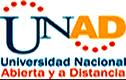 UNAD
Universidad Nacional
Abierta y a Distancia